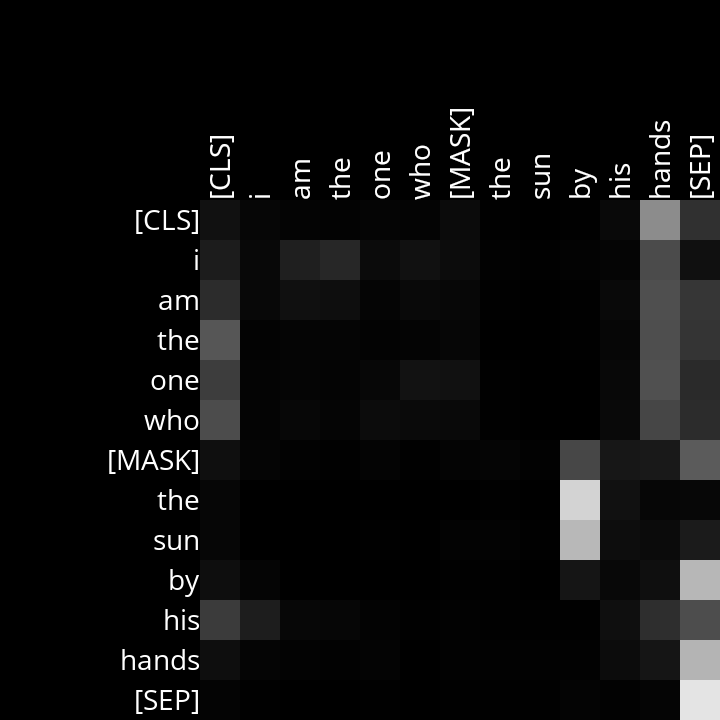 [CLS] i am the one who [MASK] the sun by his hands [SEP]
[CLS]
i
am
the
one
who
[MASK]
the
sun
by
his
hands
[SEP]